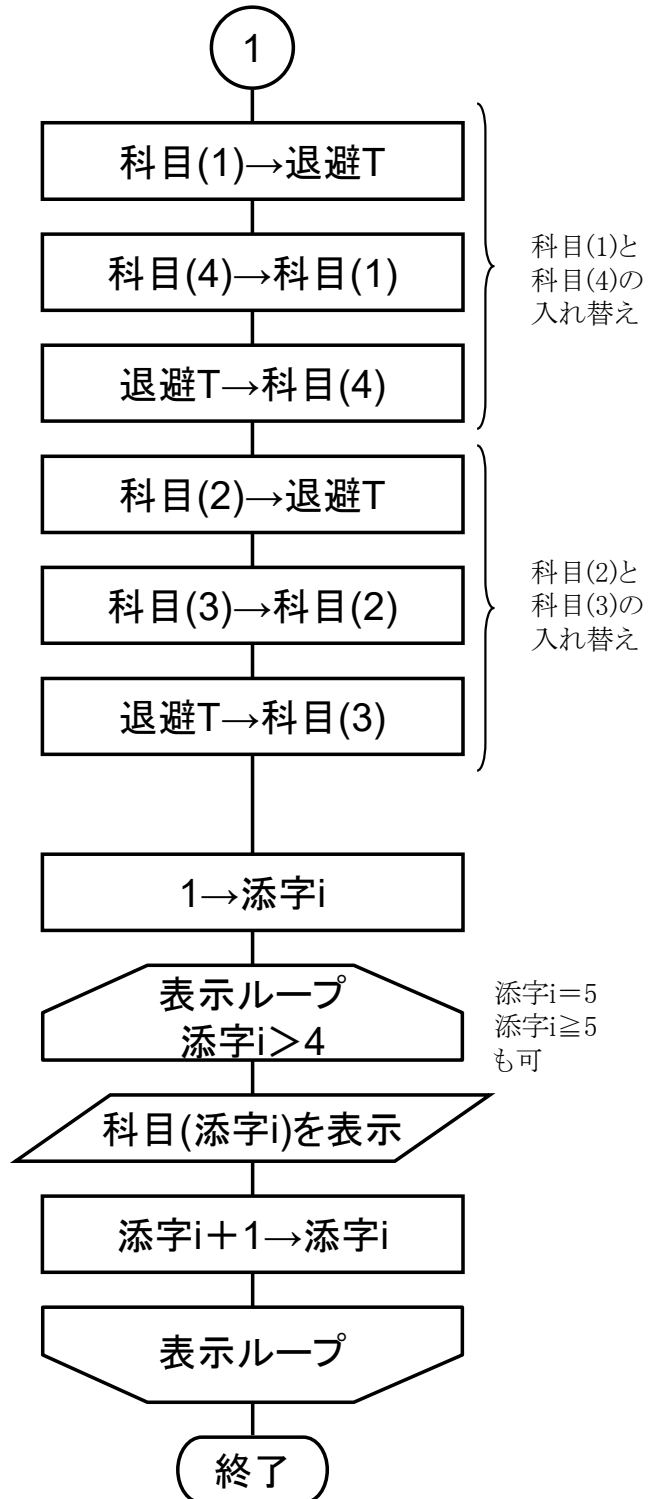 1
科目(1)→退避T
科目(4)→科目(1)
退避T→科目(4)
科目(1)と
科目(4)の
入れ替え
科目(2)→退避T
科目(3)→科目(2)
退避T→科目(3)
科目(2)と
科目(3)の
入れ替え
1→添字i
表示ループ
添字i＞4
添字i＝5
添字i≧5
も可
科目(添字i)を表示
添字i＋1→添字i
表示ループ
終了